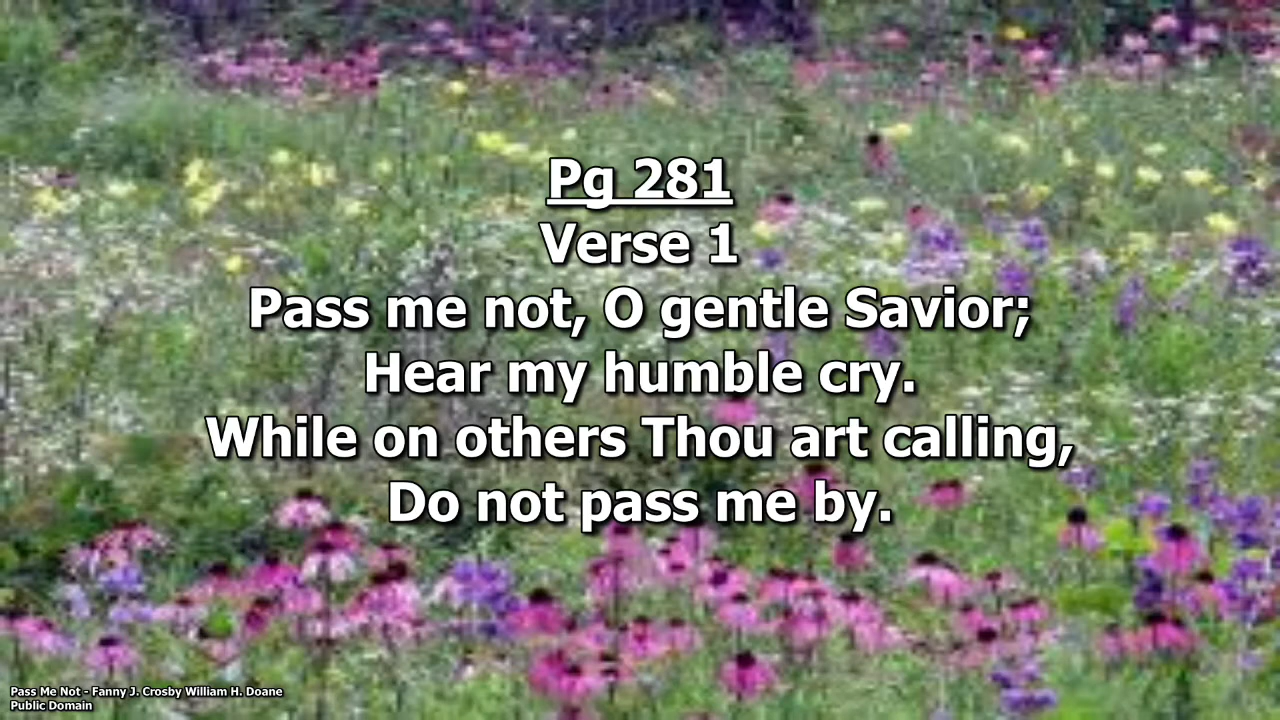 Pg 281
Verse 1
Pass me not, O gentle Savior;
Hear my humble cry.
While on others Thou art calling,
Do not pass me by.
Pass Me Not - Fanny J. Crosby William H. Doane
Public Domain